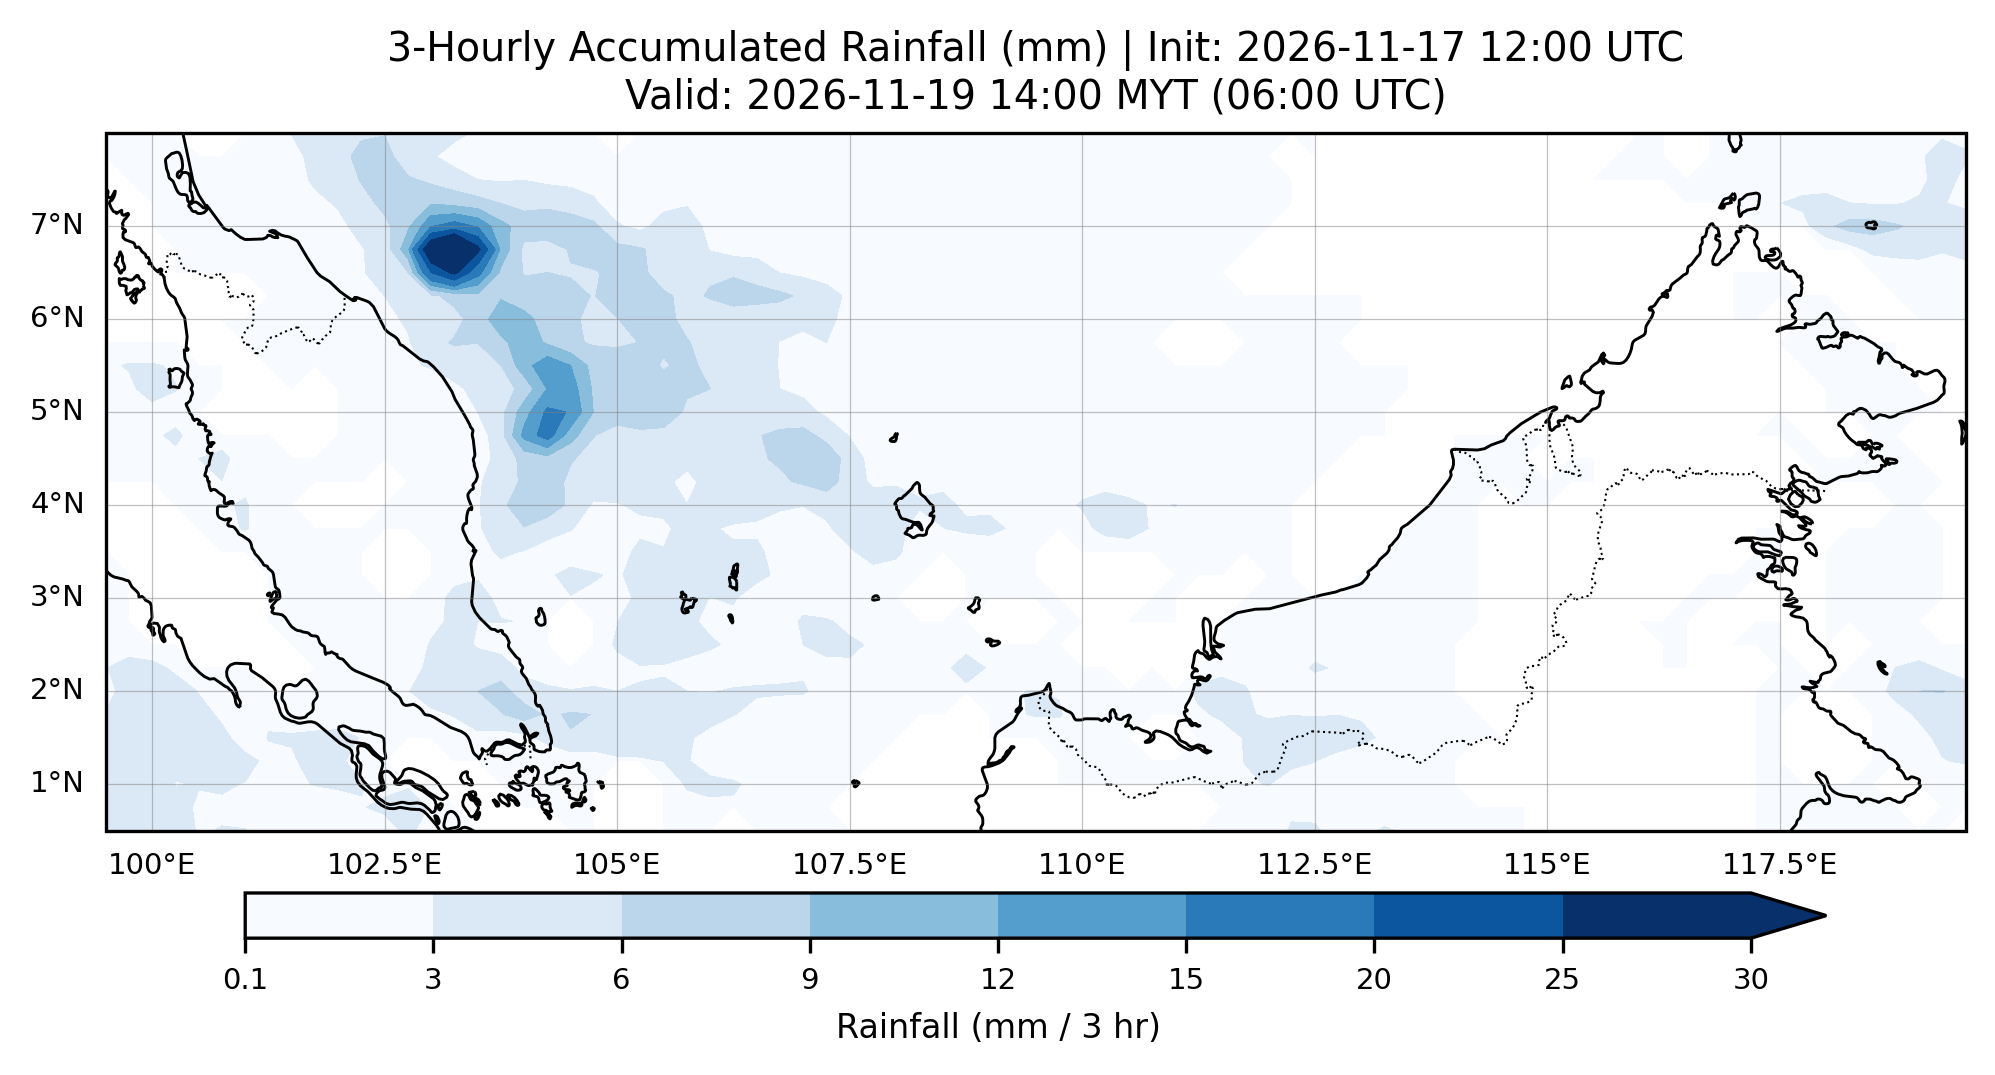 3-Hourly Accumulated Rainfall (mm) | Init: 2026-11-17 12:00 UTC
Valid: 2026-11-19 14:00 MYT (06:00 UTC)
7°N
6°N
5°N
4°N
3°N
2°N
1°N
100°E 102.5°E 105°E 107.5°E 110°E 112.5°E 115°E 117.5°E
0.1 3 6 9 12 15 20 25 30
Rainfall (mm / 3 hr)